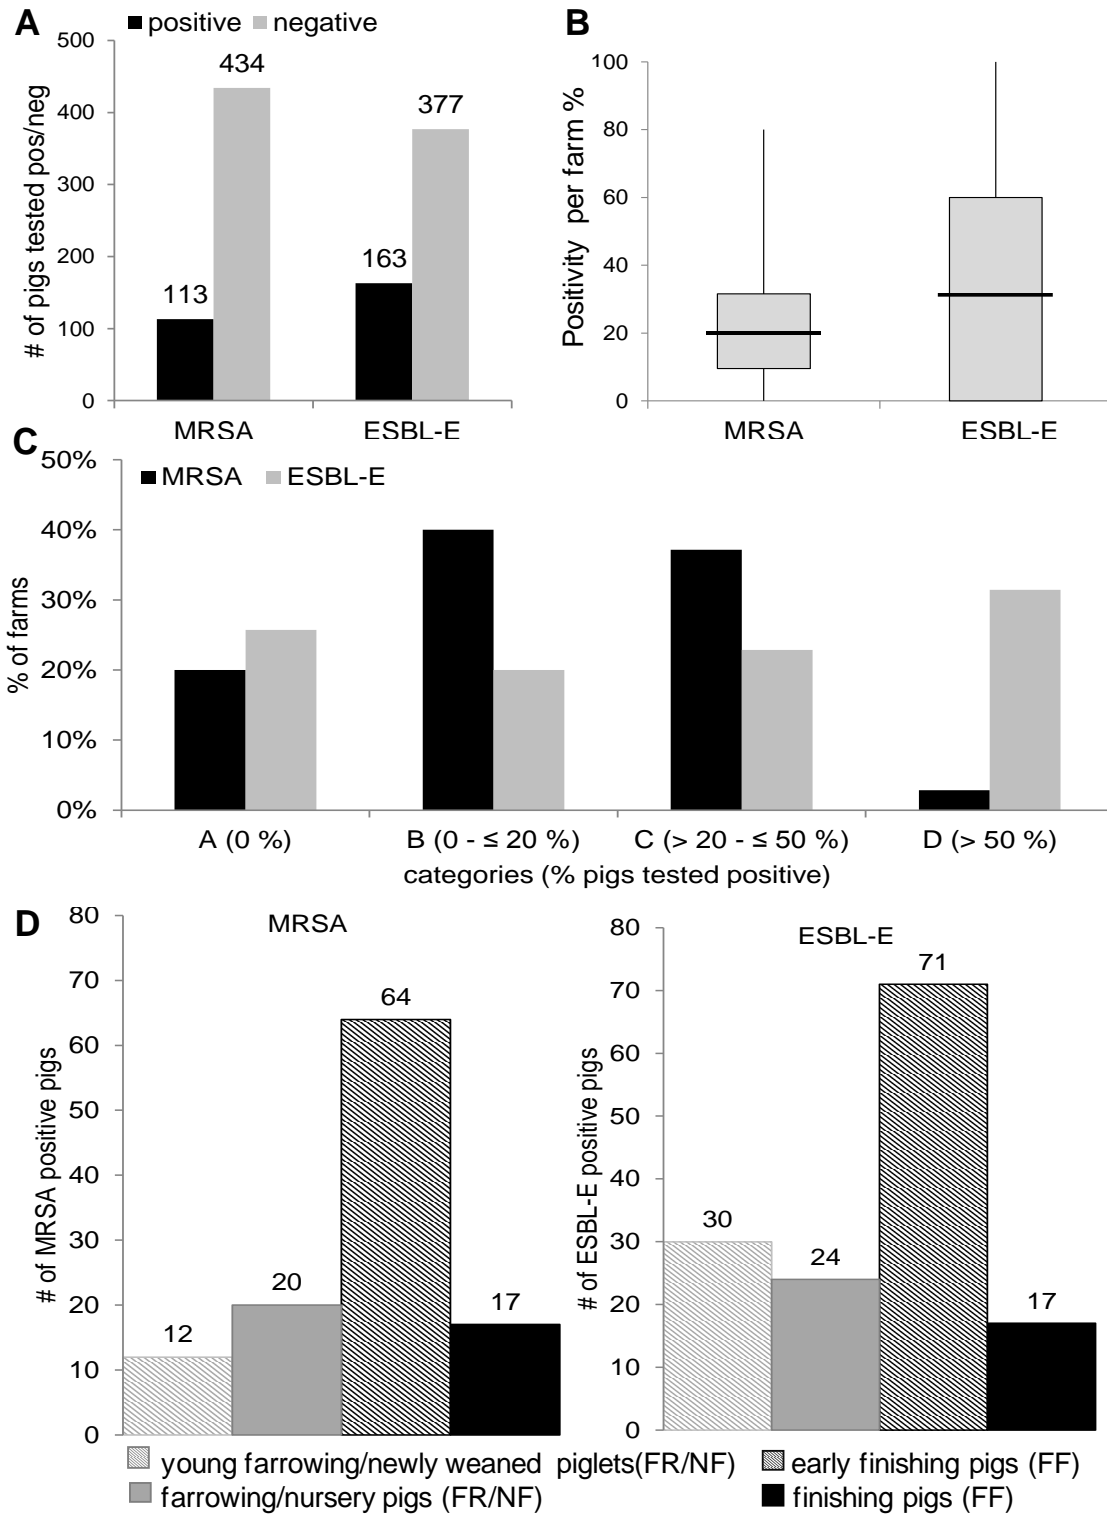 A
positive negative
# of pigs tested pos/neg
500
400
300
200
100
0
434
377
163
113
MRSA ESBL-E
B
Positivity per farm %
100
80
60
40
20
0
MRSA ESBL-E
C
% of farms
50%
40%
30%
20%
10%
0%
MRSA ESBL-E
A (0 %) B (0 - ≤ 20 %) C (> 20 - ≤ 50 %) D (> 50 %)
categories (% pigs tested positive)
D
MRSA
# of MRSA positive pigs
80
70
60
50
40
30
20
10
0
12
20
64
17
ESBL-E
# of ESBL-E positive pigs
80
70
60
50
40
30
20
10
0
30
24
71
17
young farrowing/newly weaned piglets(FR/NF)
farrowing/nursery pigs (FR/NF)
early finishing pigs (FF)
finishing pigs (FF)